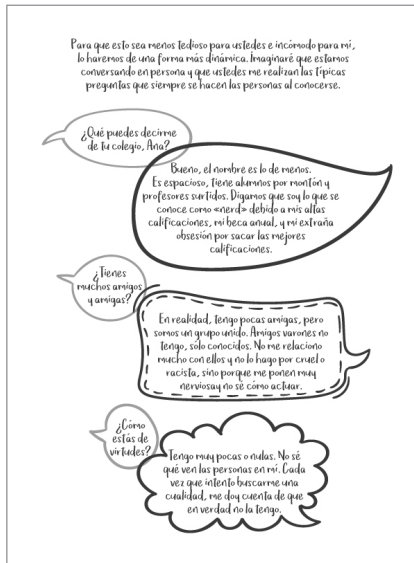 Para que esto sea menos tedioso para ustedes e incómodo para mí,
lo haremos de una forma más dinámica. Imaginaré que estamos
conversando en persona y que ustedes me realizan las típicas
preguntas que siempre se hacen las personas al conocerse.
¿Qué puedes decirme
de tu colegio, Ana?
Bueno, el nombre es lo de menos.
Es espacioso, tiene alumnos por montón y
profesores surtidos. Digamos que soy lo que se
conoce como «nerd» debido a mis altas
calificaciones, mi beca anual, y mi extraña
obsesión por sacar las mejores
calificaciones.
¿Tienes
muchos amigos
y amigas?
En realidad, tengo pocas amigas, pero
somos un grupo unido. Amigos varones no
tengo, solo conocidos. No me relaciono
mucho con ellos y no lo hago por cruel o
racista, sino porque me ponen muy
nerviosay no sé cómo actuar.
¿Cómo
estás de
virtudes?
Tengo muy pocas o nulas. No sé
qué ven las personas en mí. Cada
vez que intento buscarme una
cualidad, me doy cuenta de que
en verdad no la tengo.